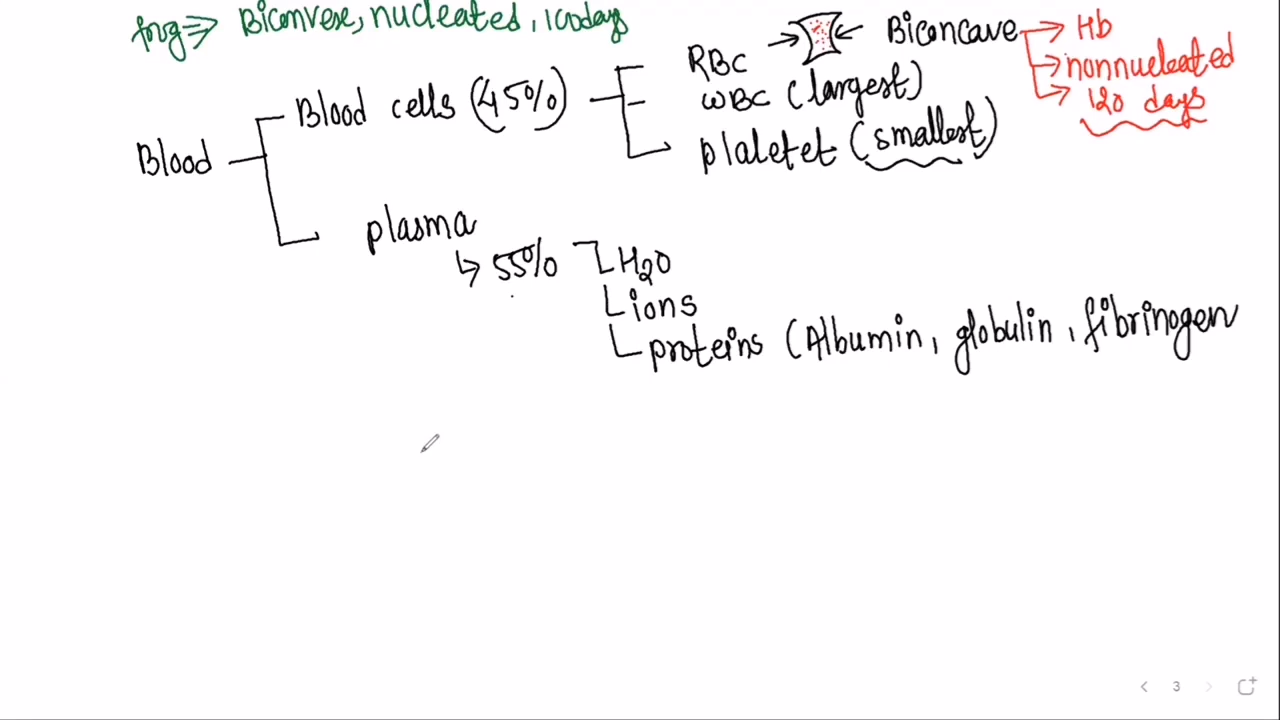 frog ⇒ Biconvex, nucleated, 100days
RBC → ← Biconcave → Hb
→ nonnucleated
→ 120 days
Blood cells (45%)
WBC (largest)
platetet (smallest)
Blood
plasma
↳ 55% H2O
ions
proteins (Albumin, globulin, fibrinogen
< 3 >